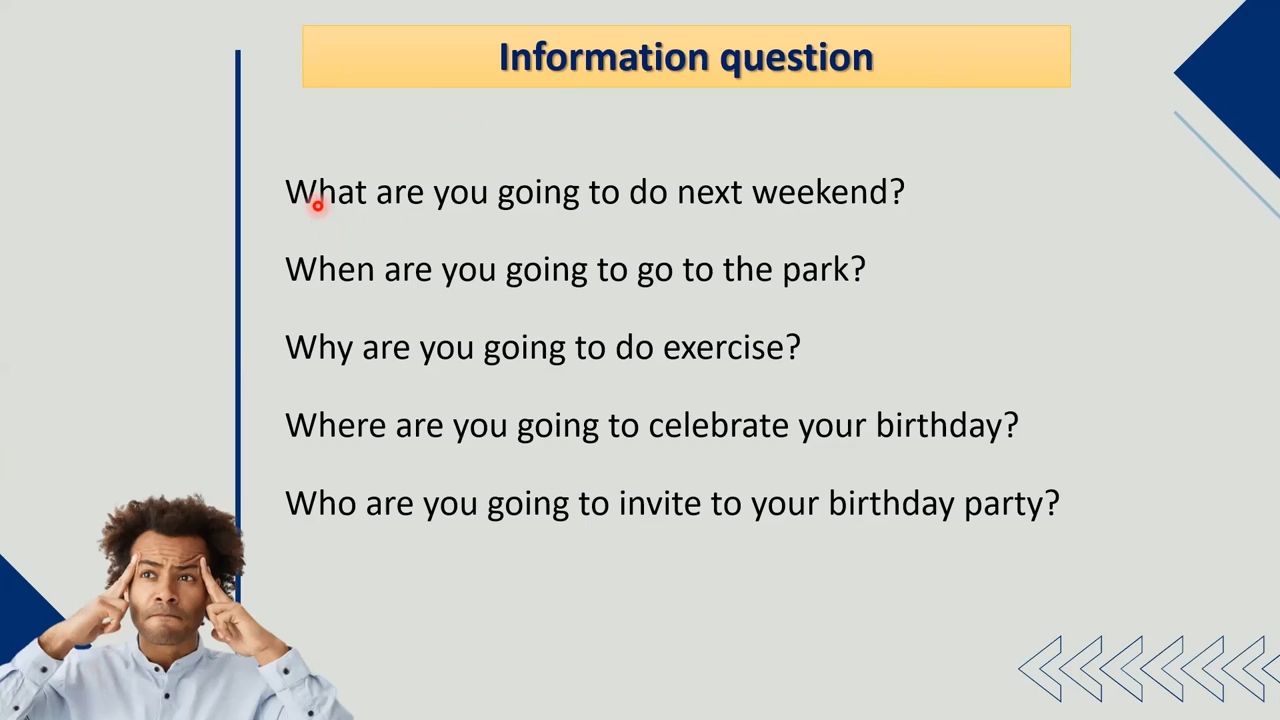 Information question
What are you going to do next weekend?
When are you going to go to the park?
Why are you going to do exercise?
Where are you going to celebrate your birthday?
Who are you going to invite to your birthday party?